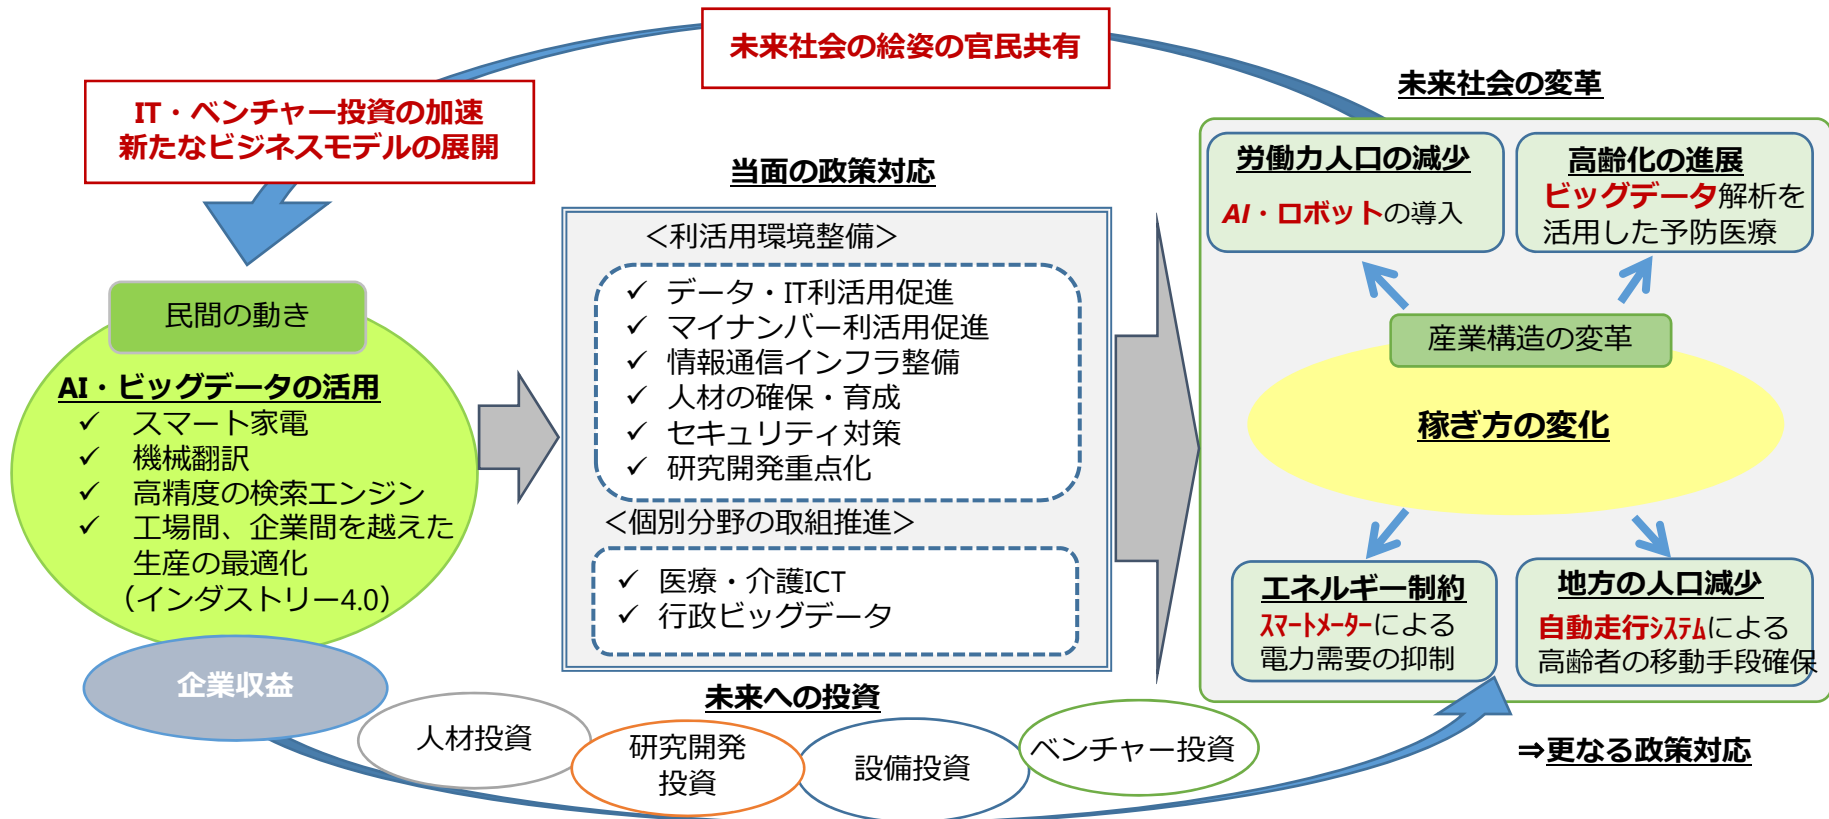 未来社会の絵姿の官民共有
IT・ベンチャー投資の加速
新たなビジネスモデルの展開
民間の動き
AI・ビッグデータの活用
✓ スマート家電
✓ 機械翻訳
✓ 高精度の検索エンジン
✓ 工場間、企業間を越えた
生産の最適化
（インダストリー4.0）
企業収益
当面の政策対応
＜利活用環境整備＞
✓ データ・IT利活用促進
✓ マイナンバー利活用促進
✓ 情報通信インフラ整備
✓ 人材の確保・育成
✓ セキュリティ対策
✓ 研究開発重点化
＜個別分野の取組推進＞
✓ 医療・介護ICT
✓ 行政ビッグデータ
未来への投資
人材投資
研究開発
投資
設備投資
ベンチャー投資
未来社会の変革
労働力人口の減少
AI・ロボットの導入
高齢化の進展
ビッグデータ解析を
活用した予防医療
産業構造の変革
稼ぎ方の変化
エネルギー制約
ｽﾏｰﾄﾒｰﾀｰによる
電力需要の抑制
地方の人口減少
自動走行ｼｽﾃﾑによる
高齢者の移動手段確保
⇒更なる政策対応